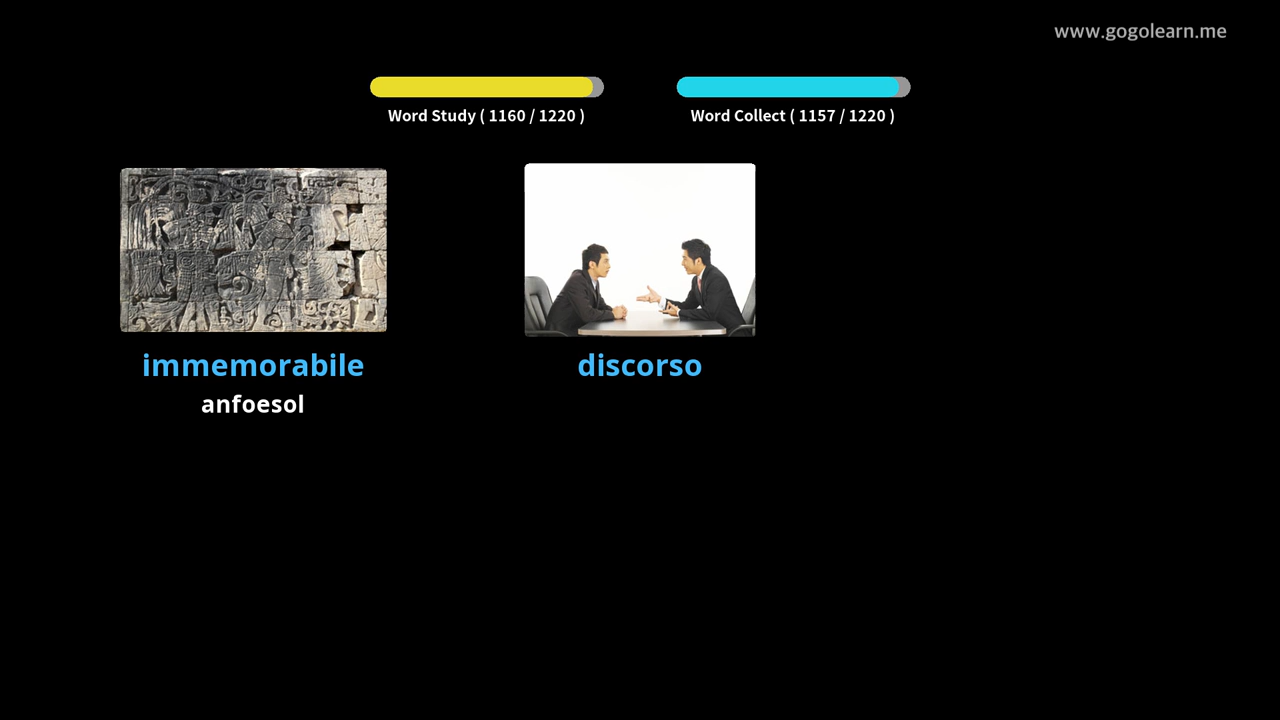 www.gogolearn.me
Word Study ( 1160 / 1220 )
Word Collect ( 1157 / 1220 )
immemorabile
anfoesol
discorso